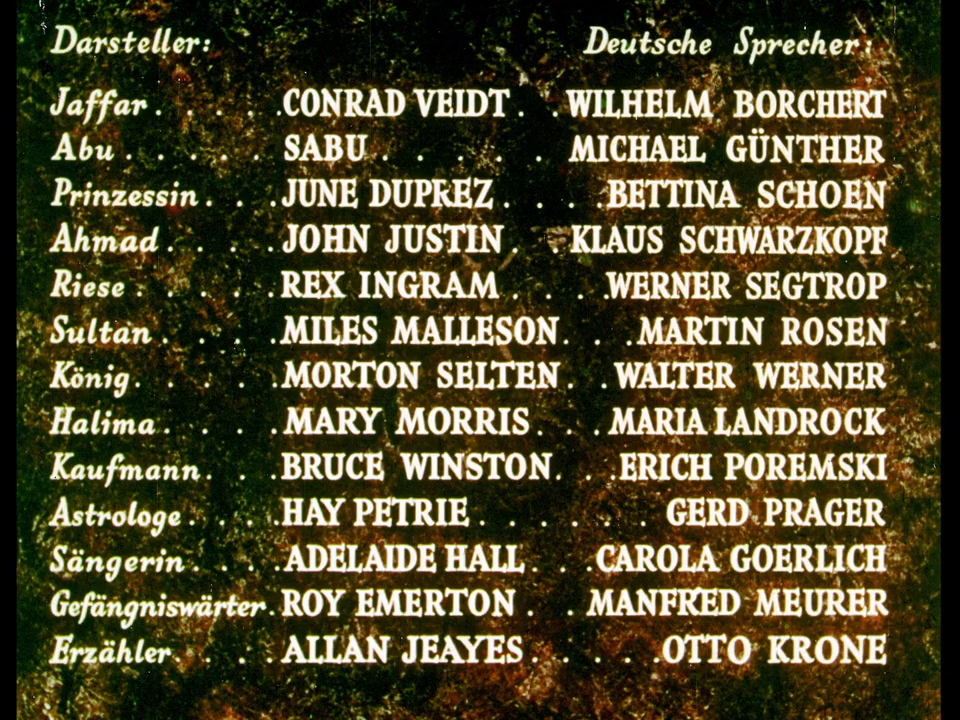 Darsteller: Deutsche Sprecher:
Jaffar . . . . . CONRAD VEIDT . . WILHELM BORCHERT
Abu . . . . . SABU . . . . . MICHAEL GÜNTHER
Prinzessin . . . JUNE DUPREZ . . . . BETTINA SCHOEN
Ahmad . . . . JOHN JUSTIN . . KLAUS SCHWARZKOPF
Riese . . . . . REX INGRAM . . . . WERNER SEGTROP
Sultan . . . . MILES MALLESON . . . MARTIN ROSEN
König . . . . . MORTON SELTEN . . WALTER WERNER
Halima . . . . MARY MORRIS . . . MARIA LANDROCK
Kaufmann . . . BRUCE WINSTON . . . ERICH POREMSKI
Astrologe . . . . HAY PETRIE . . . . . . GERD PRAGER
Sängerin . . . . ADELAIDE HALL . . . CAROLA GOERLICH
Gefängniswärter . ROY EMERTON . . MANFRED MEURER
Erzähler . . . . ALLAN JEAYES . . . . . OTTO KRONE